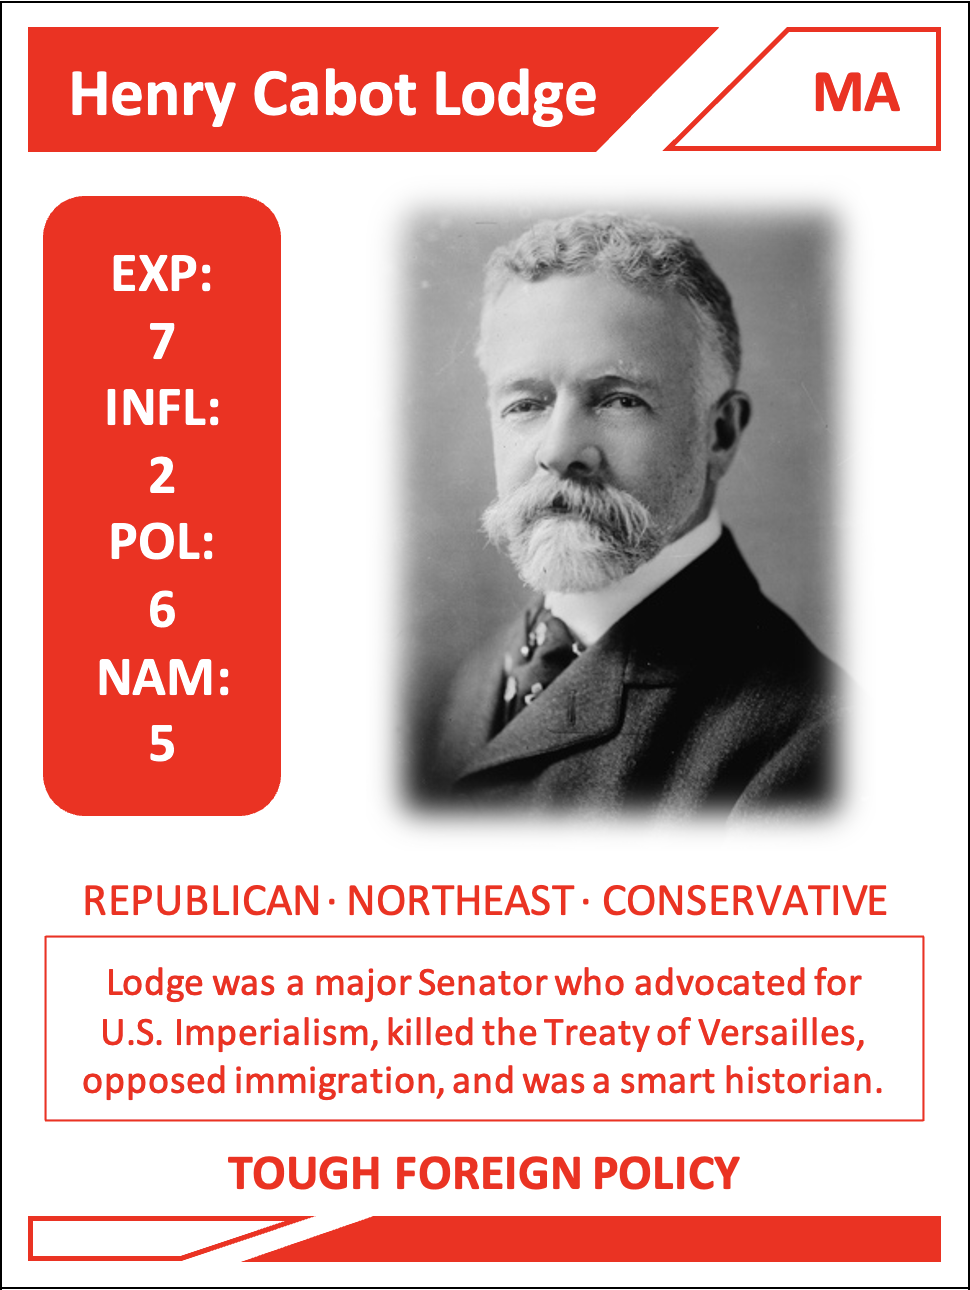 Henry Cabot Lodge
MA
EXP:
7
INFL:
2
POL:
6
NAM:
5
REPUBLICAN · NORTHEAST · CONSERVATIVE
Lodge was a major Senator who advocated for
U.S. Imperialism, killed the Treaty of Versailles,
opposed immigration, and was a smart historian.
TOUGH FOREIGN POLICY